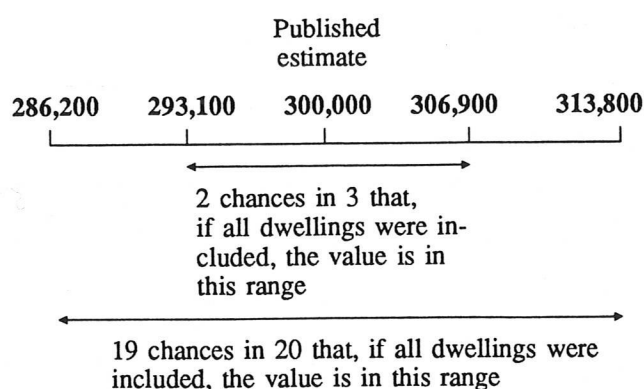 Published
estimate
286,200 293,100 300,000 306,900 313,800
2 chances in 3 that,
if all dwellings were in-
cluded, the value is in
this range
19 chances in 20 that, if all dwellings were
included, the value is in this range